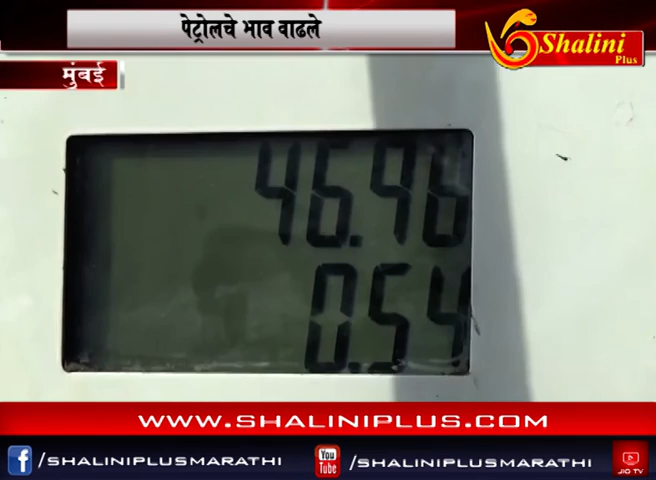 पेट्रोलचे भाव वाढले
Shalini
Plus
मुंबई
46.96
0.54
WWW.SHALINIPLUS.COM
/SHALINIPLUSMARATHI
You
Tube
/SHALINIPLUSMARATHI
JIO TV